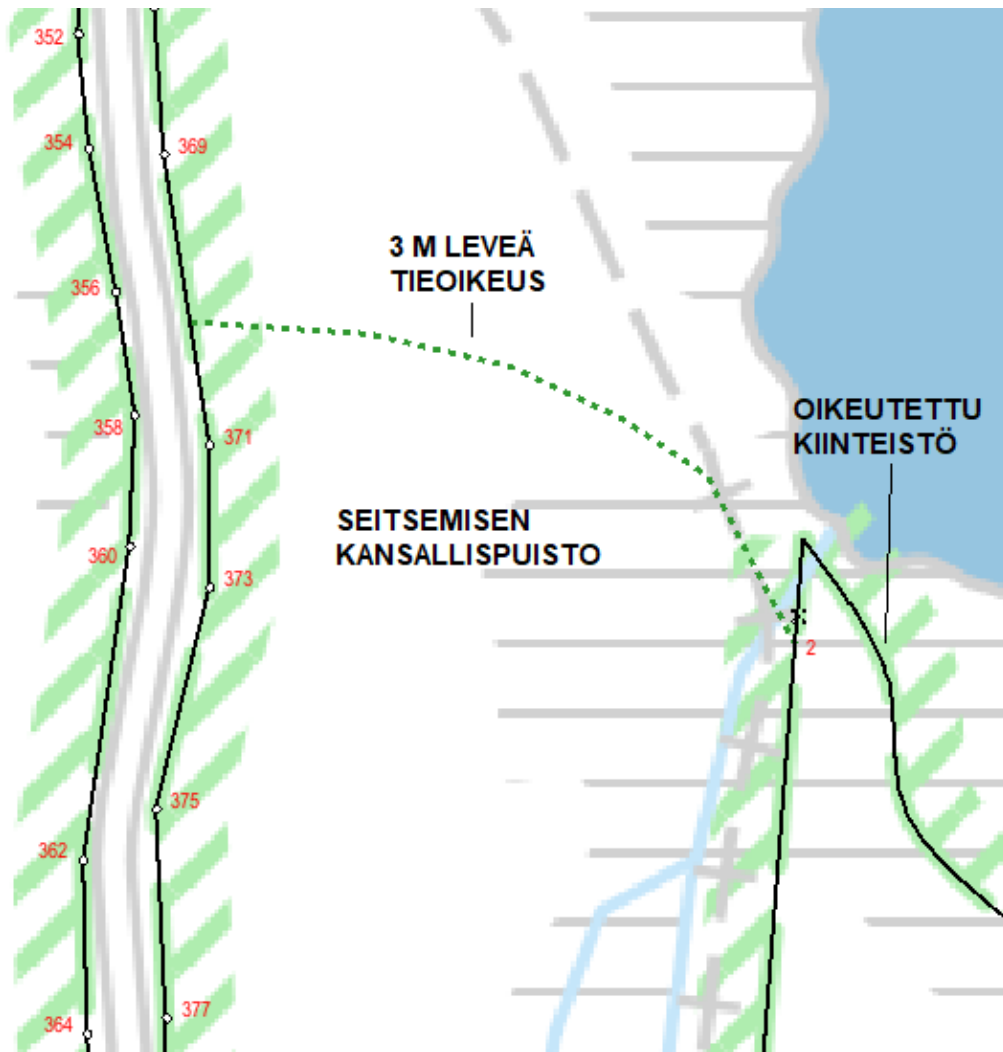 352
354
369
3 M LEVEÄ
TIEOIKEUS
356
358
371
OIKEUTETTU
KIINTEISTÖ
SEITSEMISEN
KANSALLISPUISTO
360
373
2
375
362
377
364